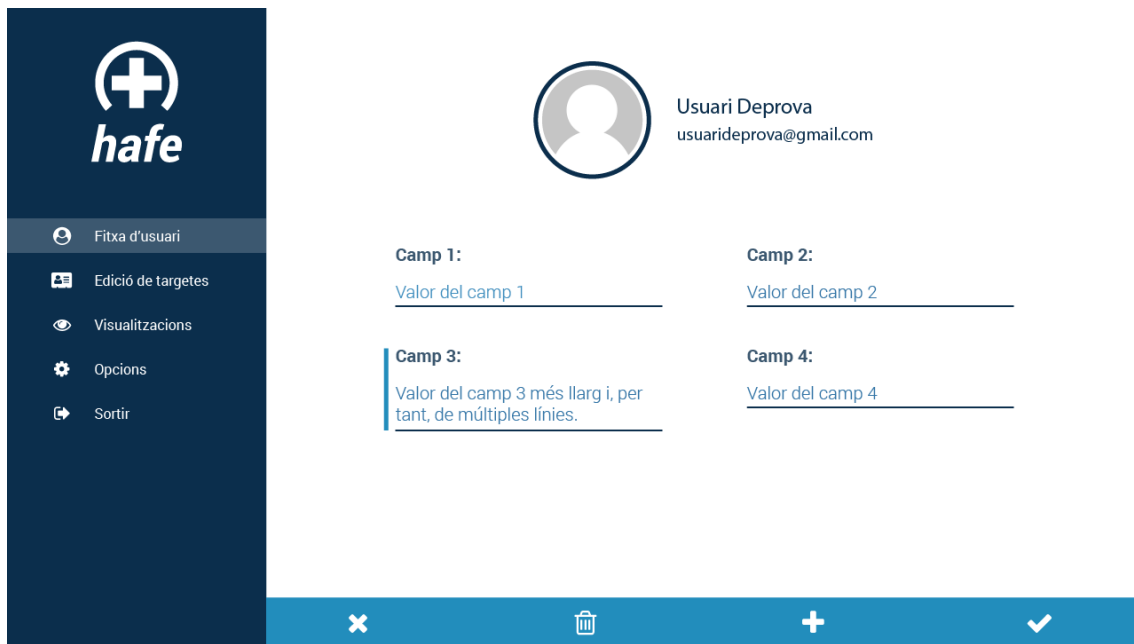 hafe
Fitxa d'usuari
Edició de targetes
Visualitzacions
Opcions
Sortir
Usuari Deprova
usuarideprova@gmail.com
Camp 1:
Valor del camp 1
Camp 2:
Valor del camp 2
Camp 3:
Valor del camp 3 més llarg i, per
tant, de múltiples línies.
Camp 4:
Valor del camp 4